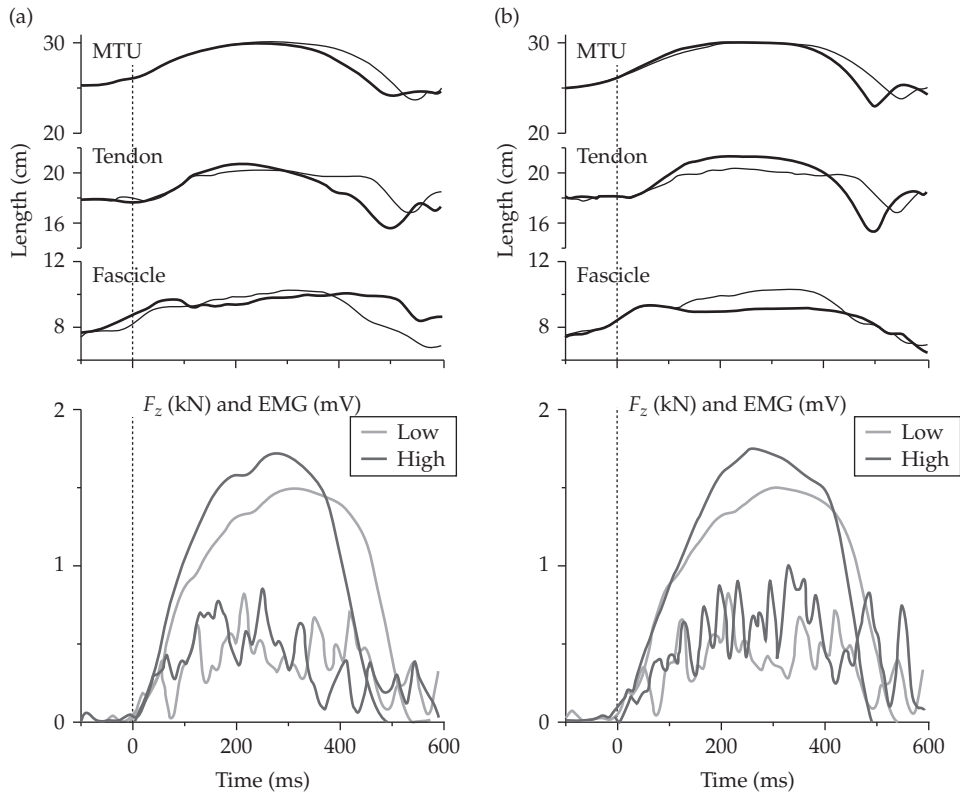 (a)
MTU
30
20
Tendon
20
16
Fascicle
12
8
Length (cm)
Fz (kN) and EMG (mV)
Low
High
2
1
0
0 200 400 600
Time (ms)
(b)
MTU
30
20
Tendon
20
16
Fascicle
12
8
Length (cm)
Fz (kN) and EMG (mV)
Low
High
2
1
0
0 200 400 600
Time (ms)